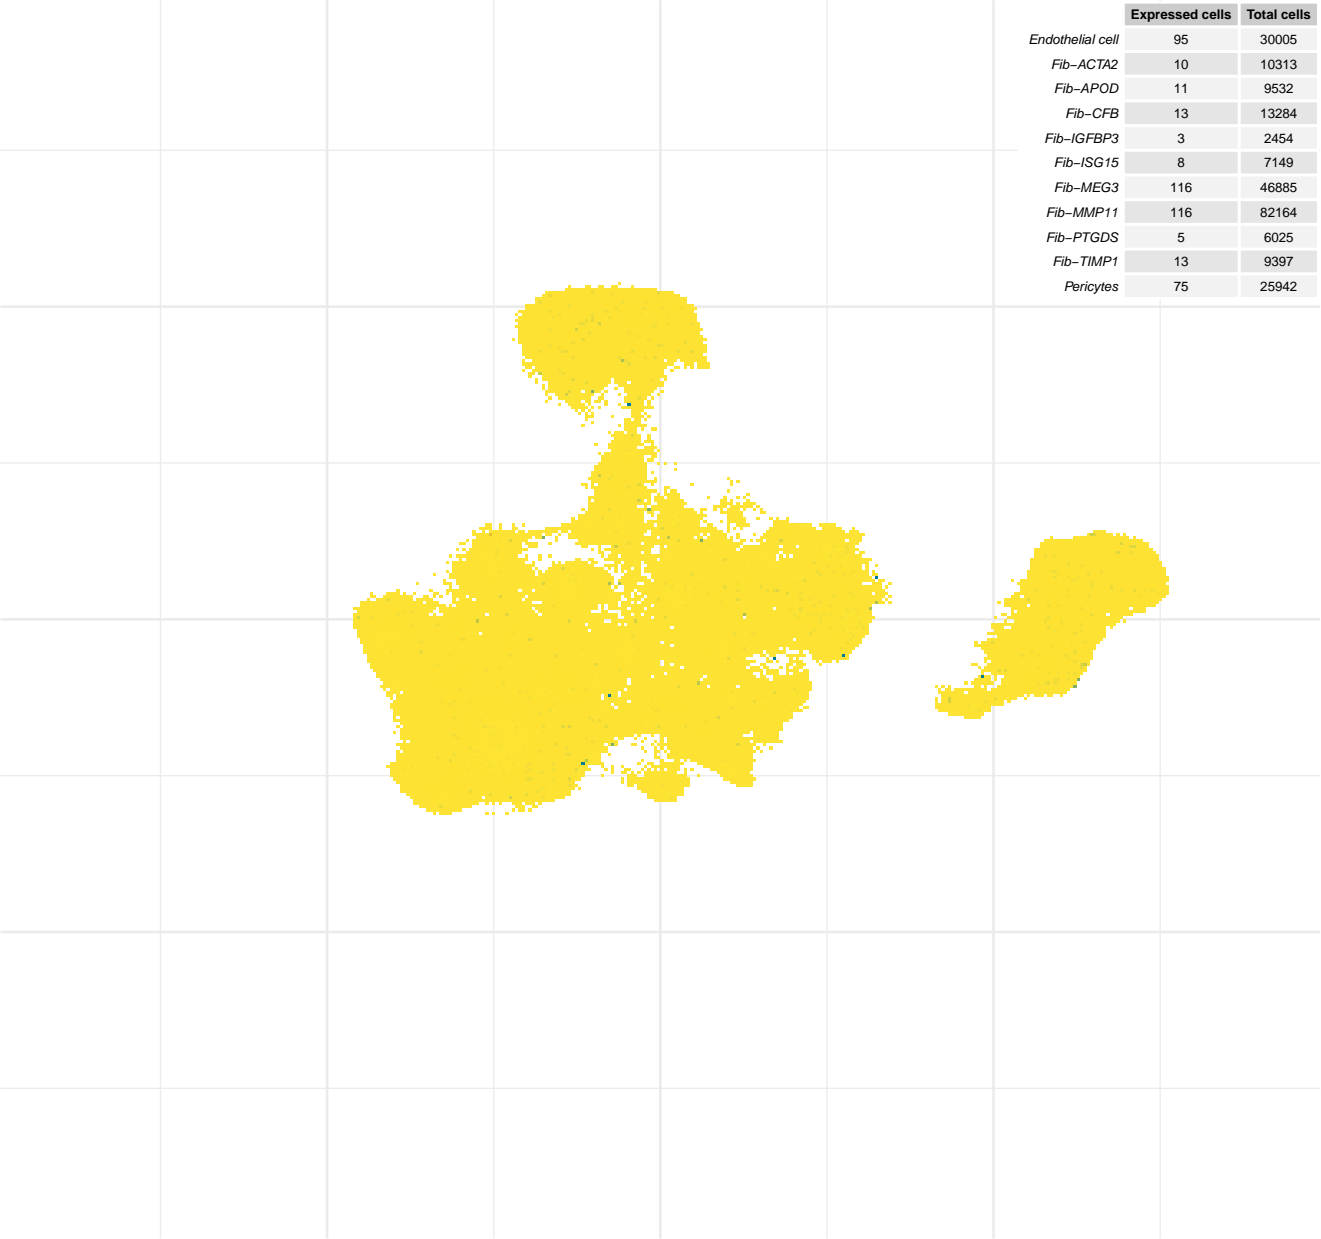 Expressed cells Total cells
Endothelial cell 95 30005
Fib−ACTA2 10 10313
Fib−APOD 11 9532
Fib−CFB 13 13284
Fib−IGFBP3 3 2454
Fib−ISG15 8 7149
Fib−MEG3 116 46885
Fib−MMP11 116 82164
Fib−PTGDS 5 6025
Fib−TIMP1 13 9397
Pericytes 75 25942